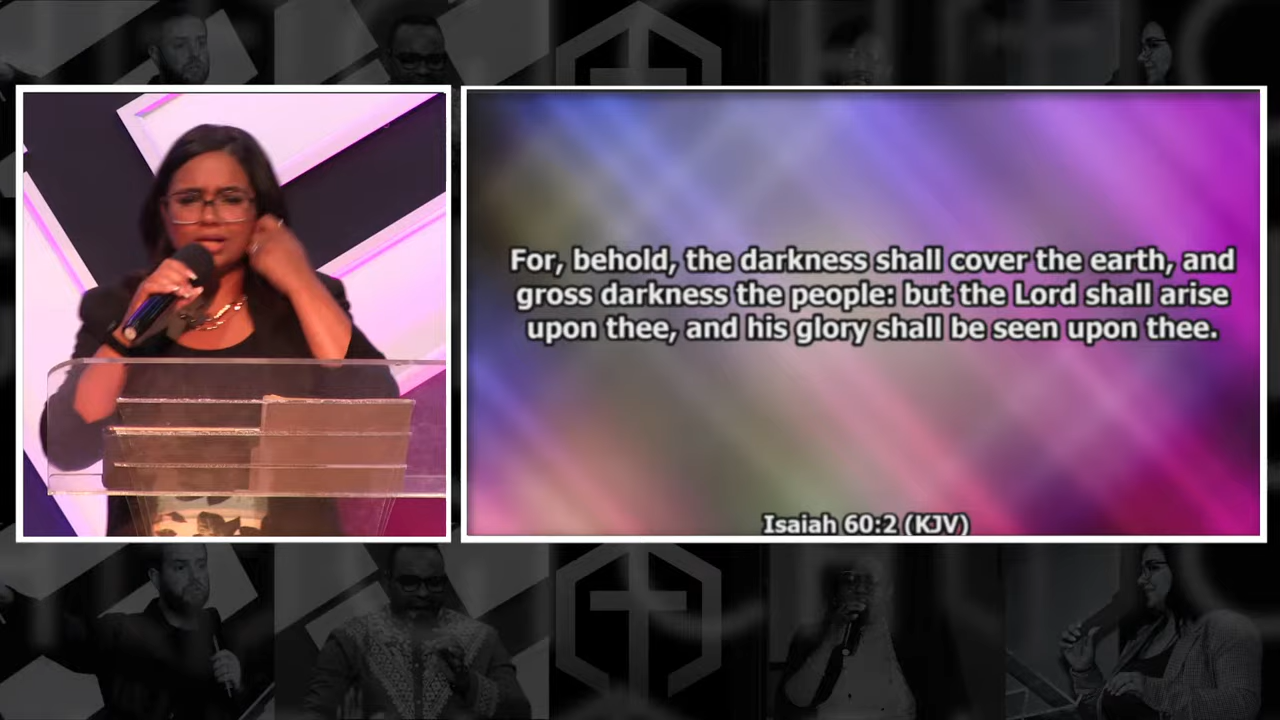 For, behold, the darkness shall cover the earth, and
gross darkness the people: but the Lord shall arise
upon thee, and his glory shall be seen upon thee.
Isaiah 60:2 (KJV)